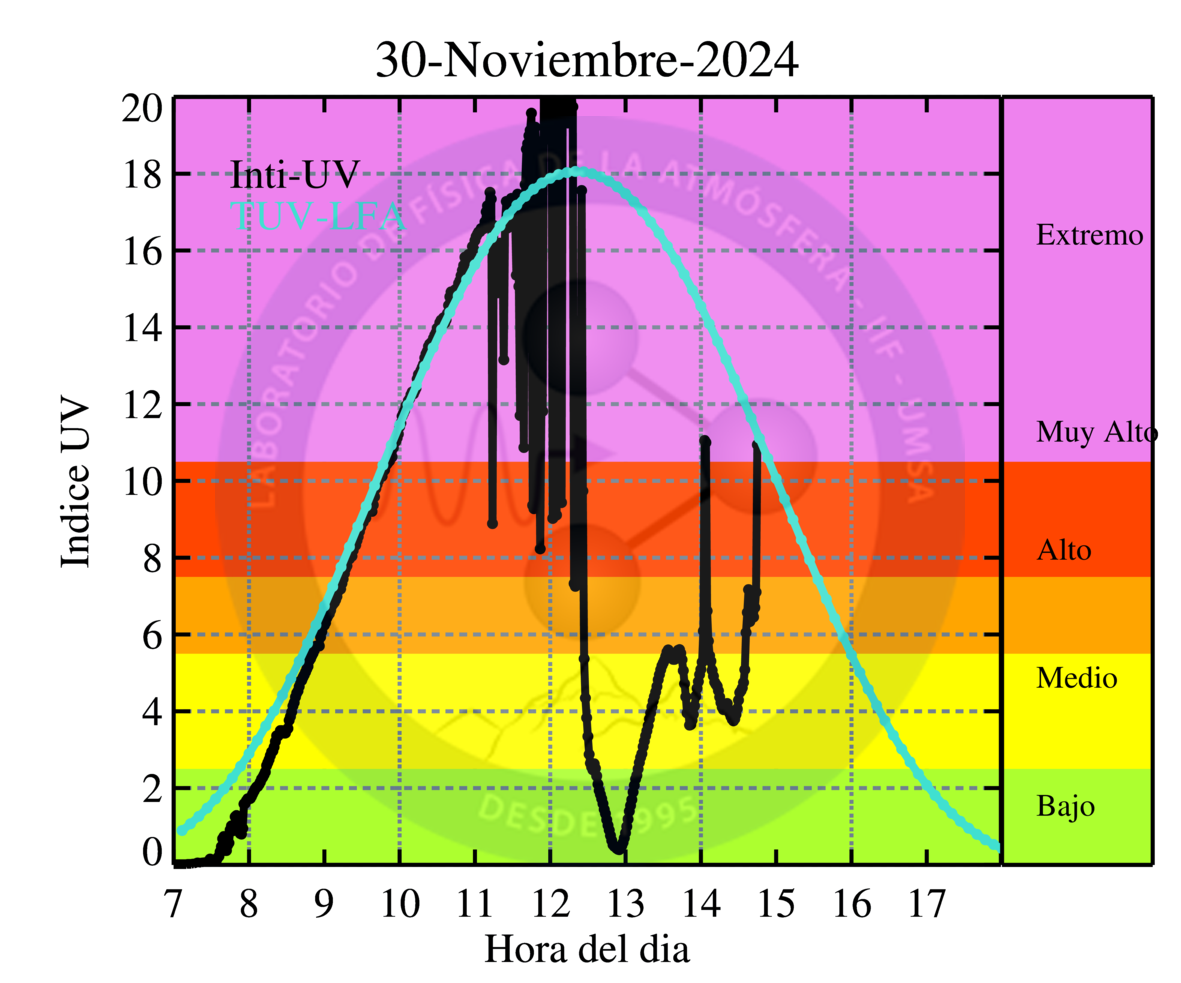 30-Noviembre-2024
Indice UV
20
18
16
14
12
10
8
6
4
2
0
Inti-UV
TUV-LFA
LABORATORIO DE FÍSICA DE LA ATMÓSFERA - IIF - UMSA
DESDE 1995
Extremo
Muy Alto
Alto
Medio
Bajo
7 8 9 10 11 12 13 14 15 16 17
Hora del dia